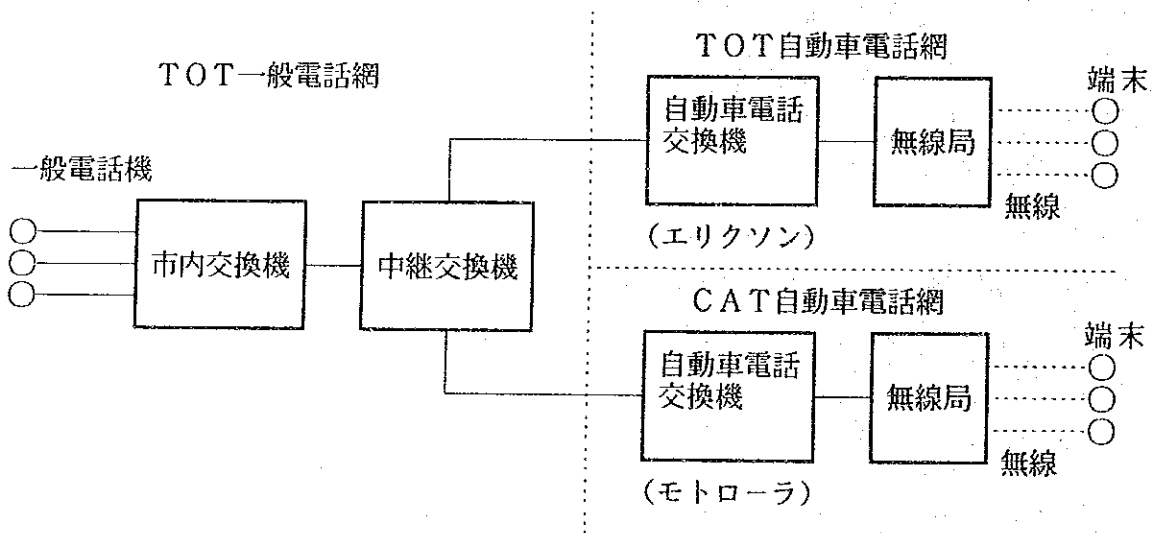 TOT一般電話網
一般電話機
市内交換機
中継交換機
TOT自動車電話網
自動車電話
交換機
(エリクソン)
無線局
端末
無線
CAT自動車電話網
自動車電話
交換機
(モトローラ)
無線局
端末
無線